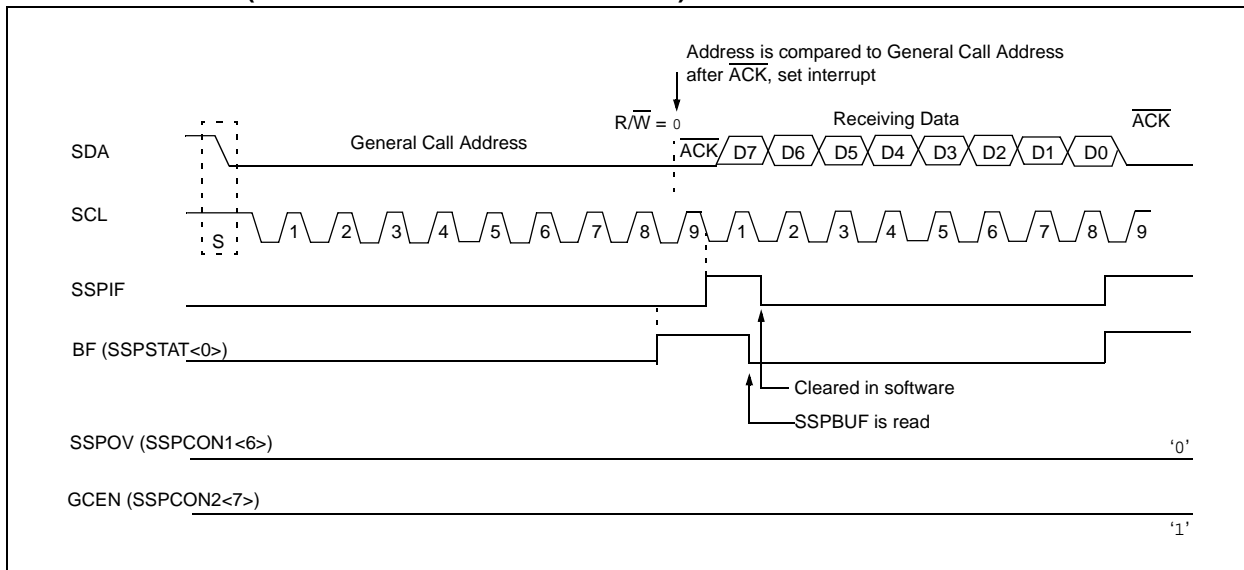 Address is compared to General Call Address
after ACK, set interrupt
R/W = 0
Receiving Data
ACK
SDA
General Call Address
ACK
D7 D6 D5 D4 D3 D2 D1 D0
SCL
S
1 2 3 4 5 6 7 8 9 1 2 3 4 5 6 7 8 9
SSPIF
BF (SSPSTAT<0>)
Cleared in software
SSPBUF is read
SSPOV (SSPCON1<6>)
‘0’
GCEN (SSPCON2<7>)
‘1’